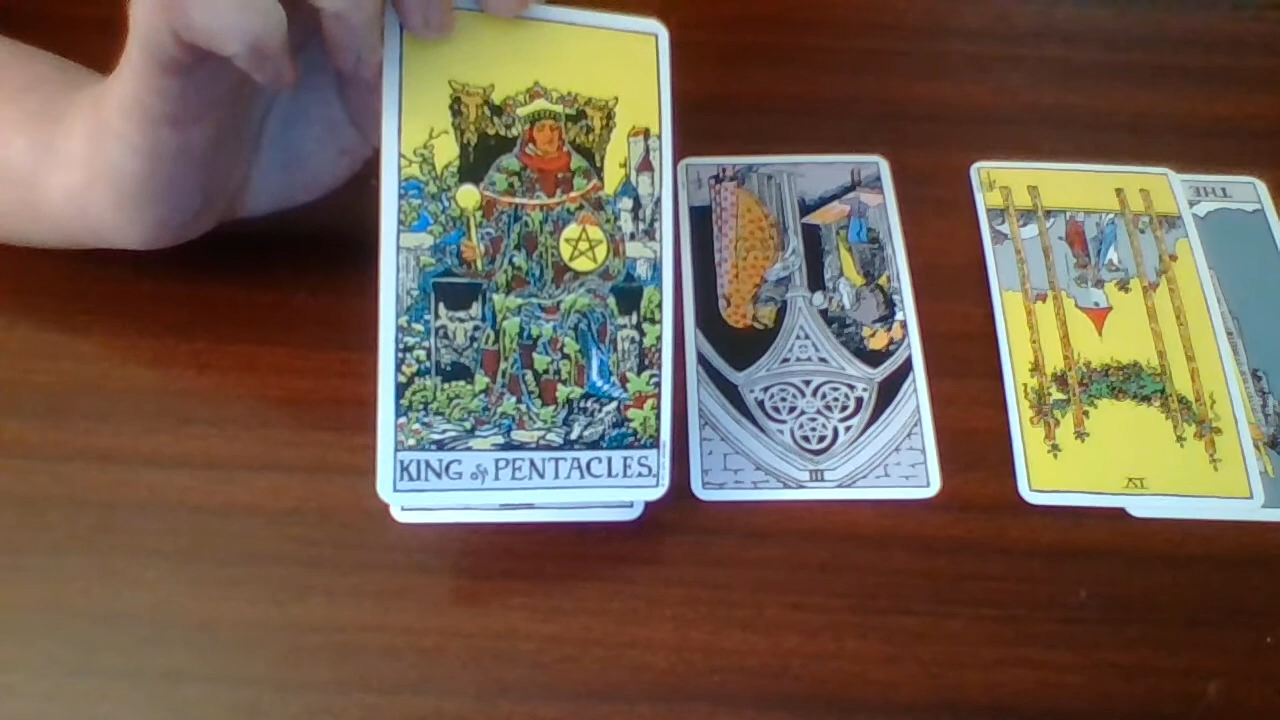 KING of PENTACLES.
III
IV
THE